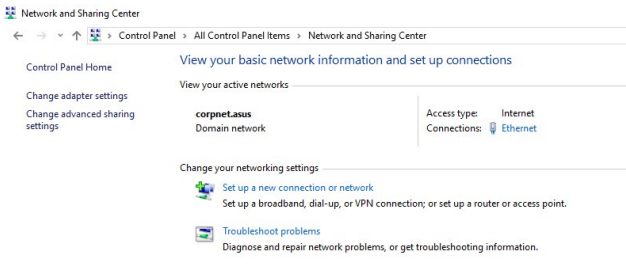 Network and Sharing Center
Control Panel > All Control Panel Items > Network and Sharing Center
Control Panel Home
Change adapter settings
Change advanced sharing
settings
View your basic network information and set up connections
View your active networks
corpnet.asus
Domain network
Access type: Internet
Connections: Ethernet
Change your networking settings
Set up a new connection or network
Set up a broadband, dial-up, or VPN connection; or set up a router or access point.
Troubleshoot problems
Diagnose and repair network problems, or get troubleshooting information.